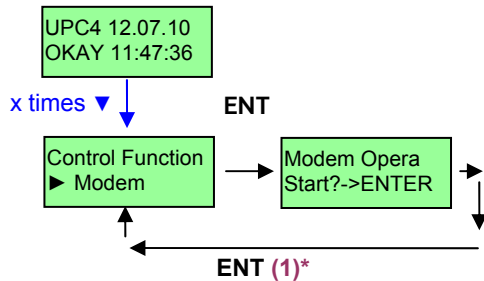 UPC4 12.07.10
OKAY 11:47:36
x times ▼
ENT
Control Function
► Modem
Modem Opera
Start?->ENTER
ENT (1)*